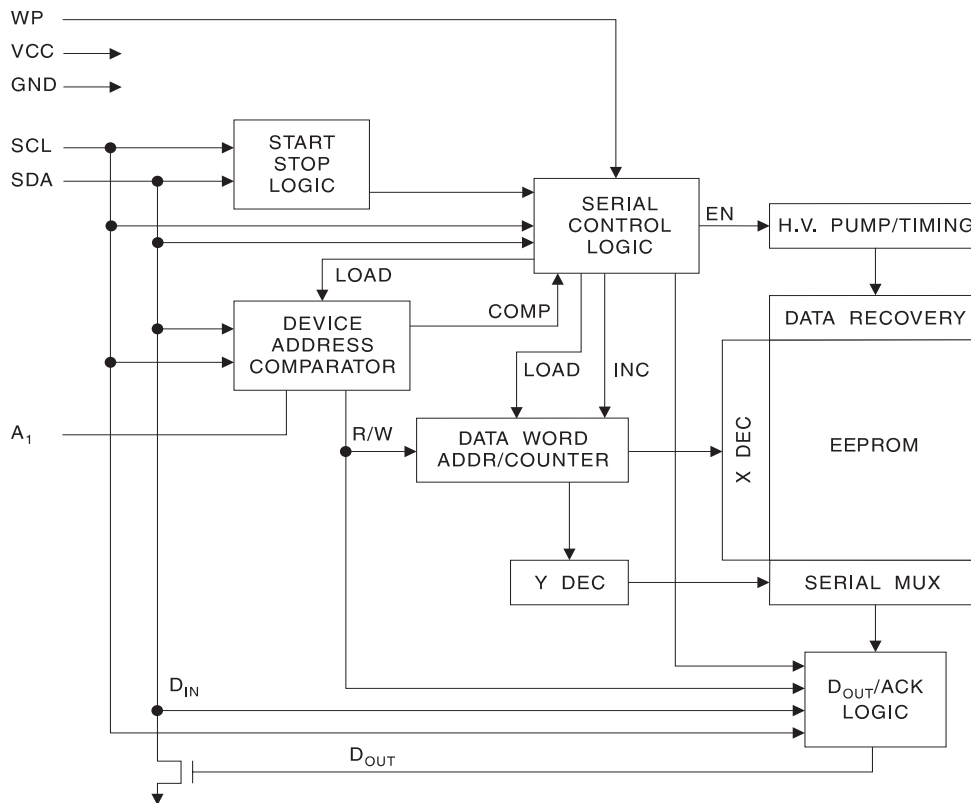 WP
VCC
GND
SCL
SDA
START
STOP
LOGIC
SERIAL
CONTROL
LOGIC
EN
H.V. PUMP/TIMING
LOAD
COMP
DEVICE
ADDRESS
COMPARATOR
DATA RECOVERY
LOAD
INC
A1
R/W
DATA WORD
ADDR/COUNTER
X DEC
EEPROM
Y DEC
SERIAL MUX
DIN
DOUT/ACK
LOGIC
DOUT